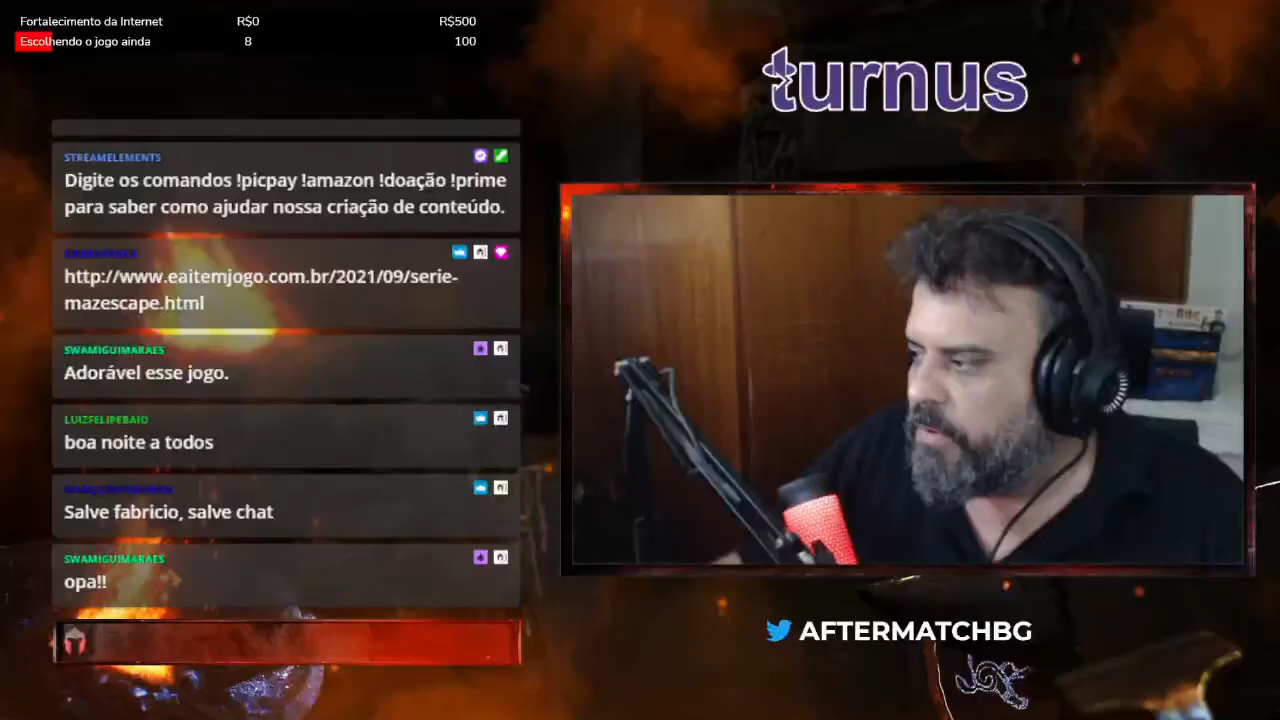 Fortalecimento da Internet R$0 R$500
Escolhendo o jogo ainda 8 100
turnus
STREAMELEMENTS
Digite os comandos !picpay !amazon !doação !prime
para saber como ajudar nossa criação de conteúdo.
http://www.eaitemjogo.com.br/2021/09/serie-
mazescape.html
SWAMIGUIMARAES
Adorável esse jogo.
LUIZFELIPEBAIO
boa noite a todos
Salve fabricio, salve chat
SWAMIGUIMARAES
opa!!
AFTERMATCHBG